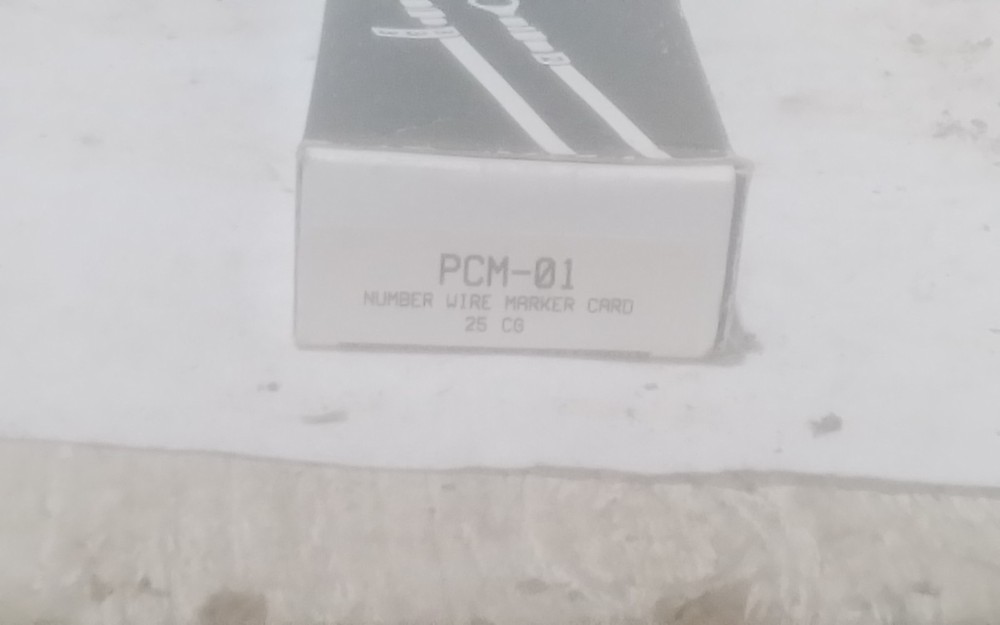 PCM-01
NUMBER WIRE MARKER CARD
25 CG